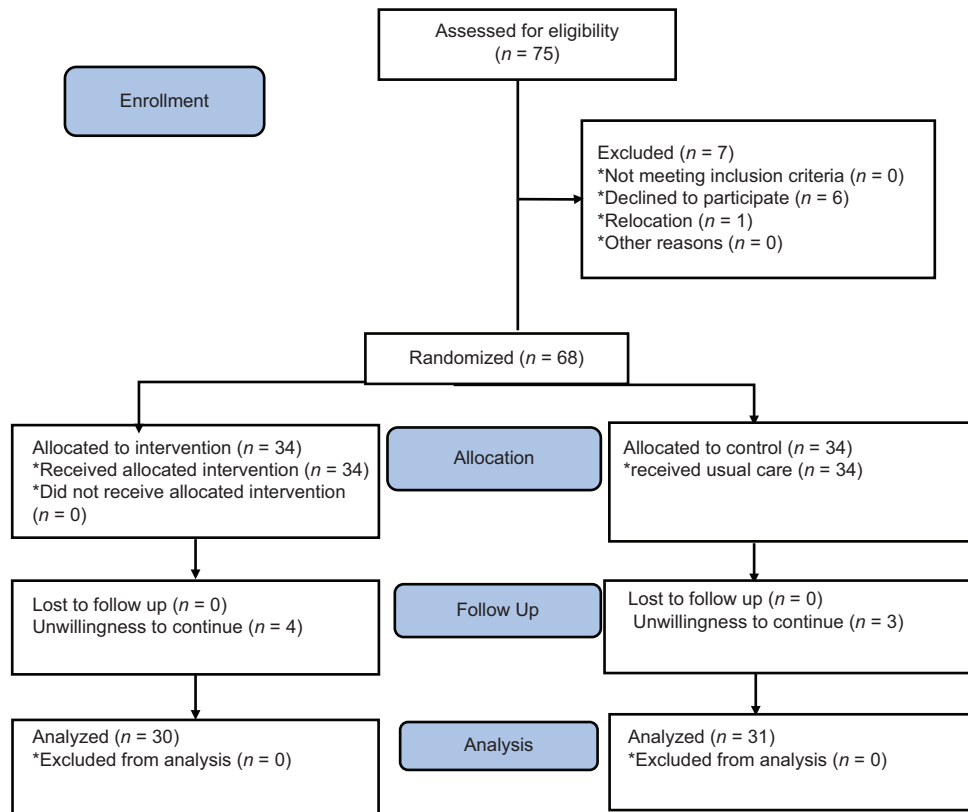 Assessed for eligibility
(n = 75)
Enrollment
Excluded (n = 7)
*Not meeting inclusion criteria (n = 0)
*Declined to participate (n = 6)
*Relocation (n = 1)
*Other reasons (n = 0)
Randomized (n = 68)
Allocated to intervention (n = 34)
*Received allocated intervention (n = 34)
*Did not receive allocated intervention
(n = 0)
Allocation
Allocated to control (n = 34)
*received usual care (n = 34)
Lost to follow up (n = 0)
Unwillingness to continue (n = 4)
Follow Up
Lost to follow up (n = 0)
Unwillingness to continue (n = 3)
Analyzed (n = 30)
*Excluded from analysis (n = 0)
Analysis
Analyzed (n = 31)
*Excluded from analysis (n = 0)